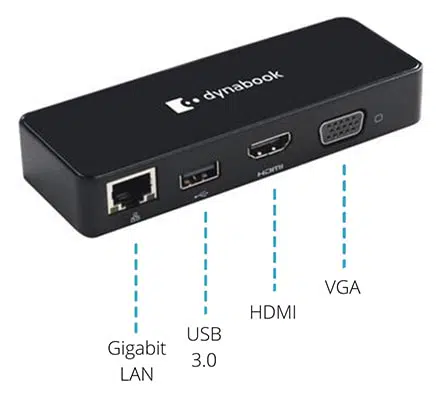 dynabook
HDMI
VGA
HDMI
USB
3.0
Gigabit
LAN